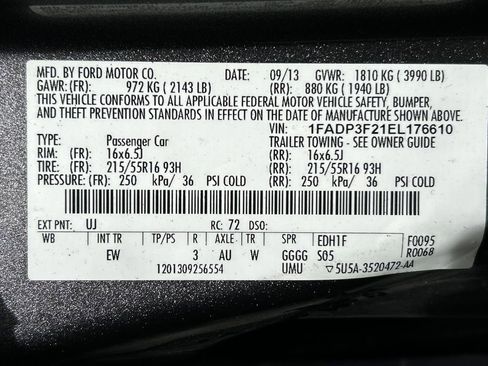 MFD. BY FORD MOTOR CO. DATE: 09/13 GVWR: 1810 KG ( 3990 LB)
GAWR: (FR): 972 KG ( 2143 LB) (RR): 880 KG ( 1940 LB)
THIS VEHICLE CONFORMS TO ALL APPLICABLE FEDERAL MOTOR VEHICLE SAFETY, BUMPER,
AND THEFT PREVENTION STANDARDS IN EFFECT ON THE DATE OF MANUFACTURE SHOWN ABOVE.
VIN: 1FADP3F21EL176610
TYPE: Passenger Car TRAILER TOWING - SEE OWNER GUIDE
RIM: (FR) 16x6.5J (RR): 16x6.5J
TIRE: (FR) 215/55R16 93H (RR): 215/55R16 93H
PRESSURE: (FR) 250 kPa/ 36 PSI COLD (RR): 250 kPa/ 36 PSI COLD
EXT PNT: UJ RC: 72 DSO:
WB INT TR TP/PS R AXLE TR SPR EDH1F F0095
EW 3 AU W GGGG S05 R0068
1201309256554 UMU ▽5U5A-3520472-AA